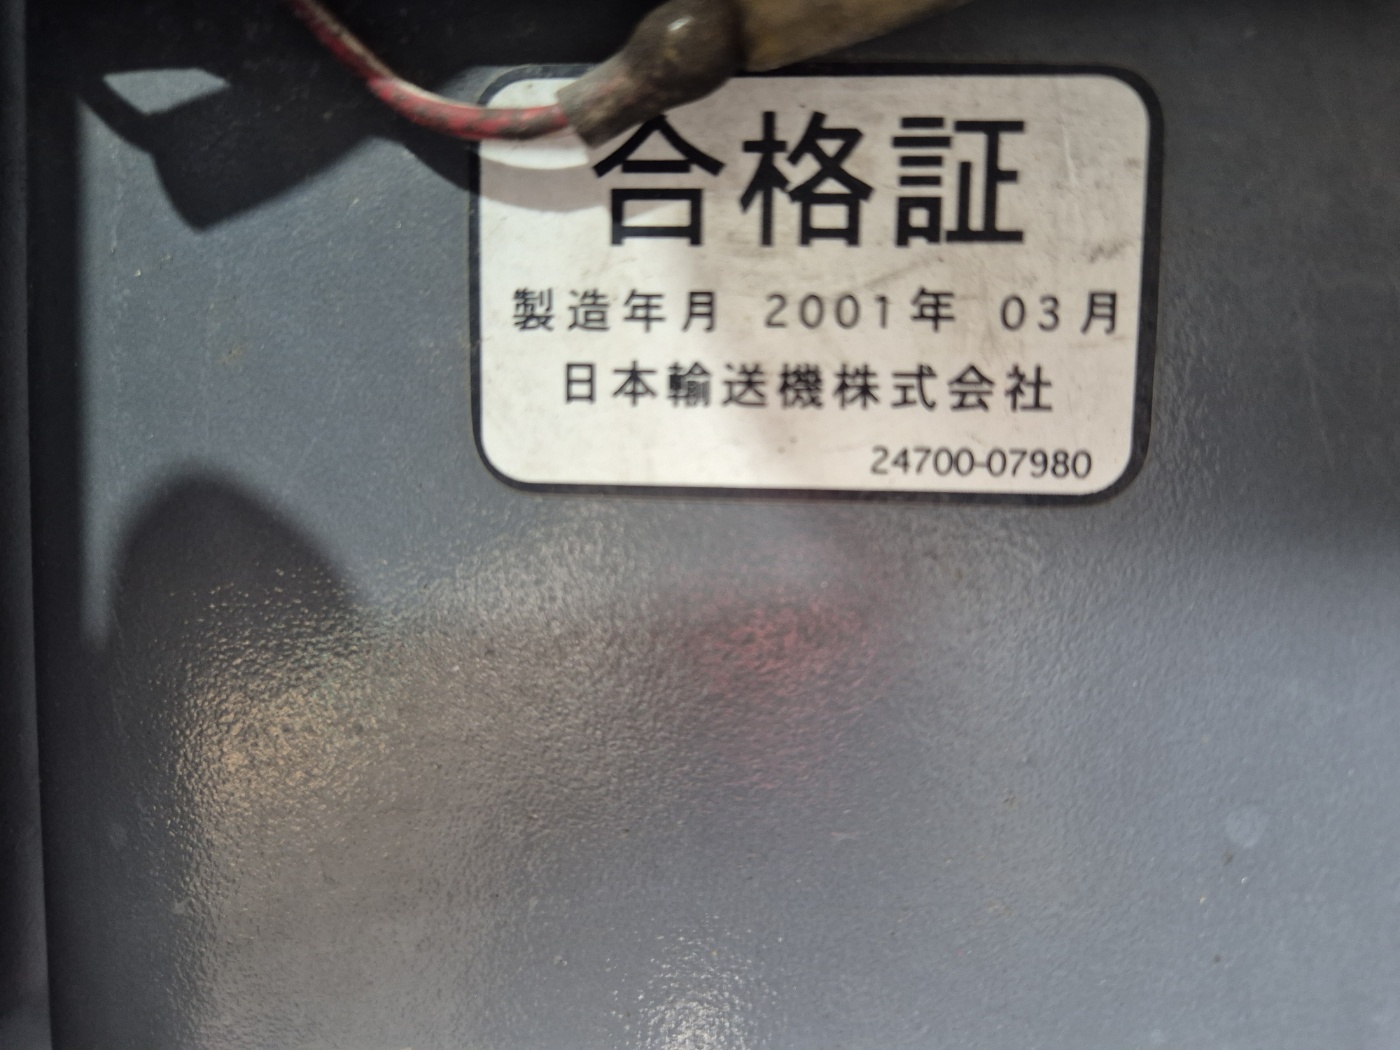 合格証
製造年月 2001年 03月
日本輸送機株式会社
24700-07980